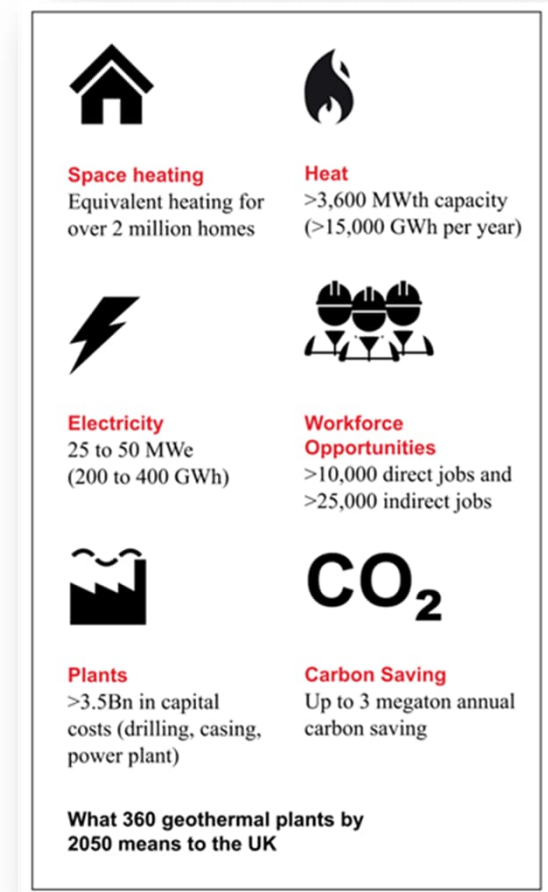 Space heating
Equivalent heating for
over 2 million homes
Heat
>3,600 MWth capacity
(>15,000 GWh per year)
Electricity
25 to 50 MWe
(200 to 400 GWh)
Workforce
Opportunities
>10,000 direct jobs and
>25,000 indirect jobs
Plants
>3.5Bn in capital
costs (drilling, casing,
power plant)
CO₂
Carbon Saving
Up to 3 megaton annual
carbon saving
What 360 geothermal plants by
2050 means to the UK